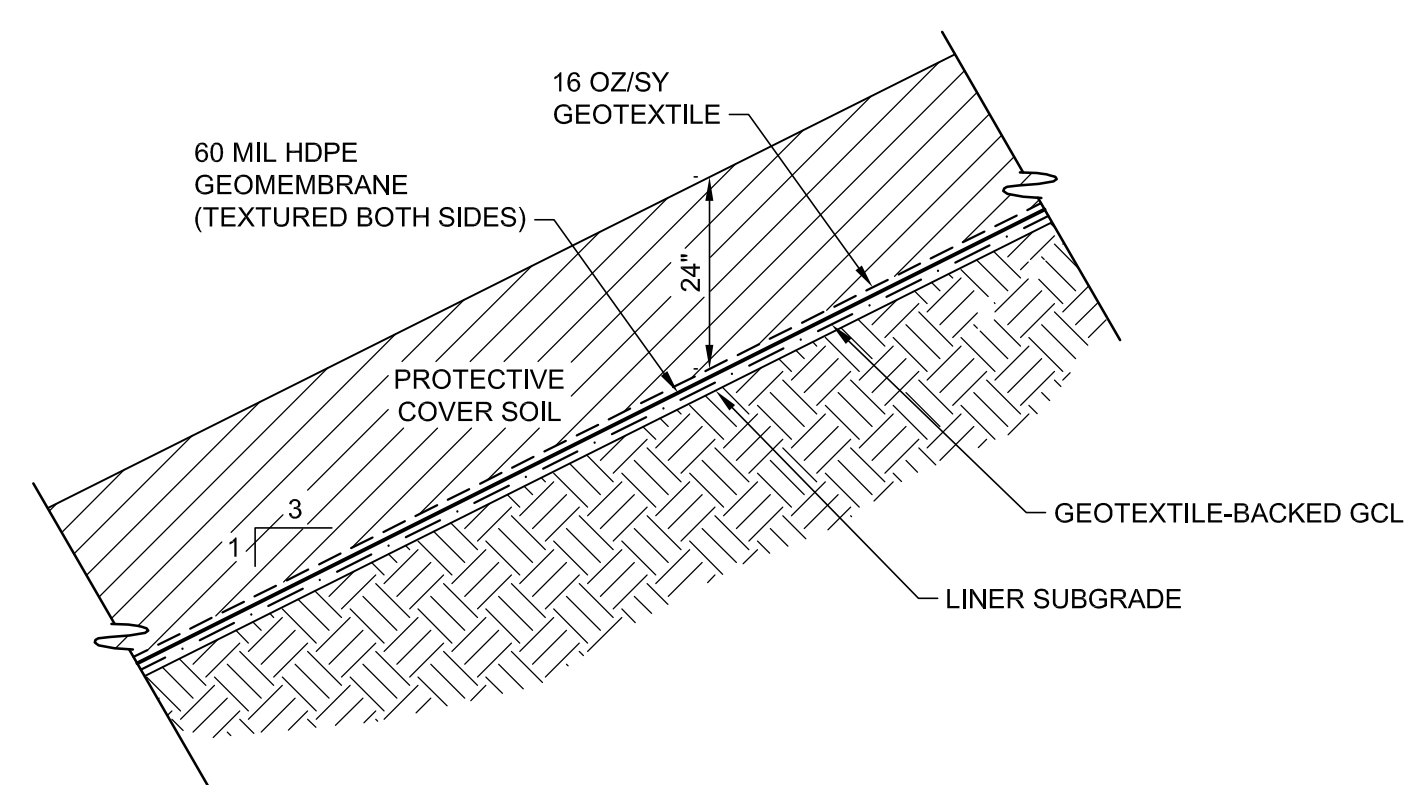 16 OZ/SY
GEOTEXTILE
60 MIL HDPE
GEOMEMBRANE
(TEXTURED BOTH SIDES)
24"
PROTECTIVE
COVER SOIL
3
1
GEOTEXTILE-BACKED GCL
LINER SUBGRADE